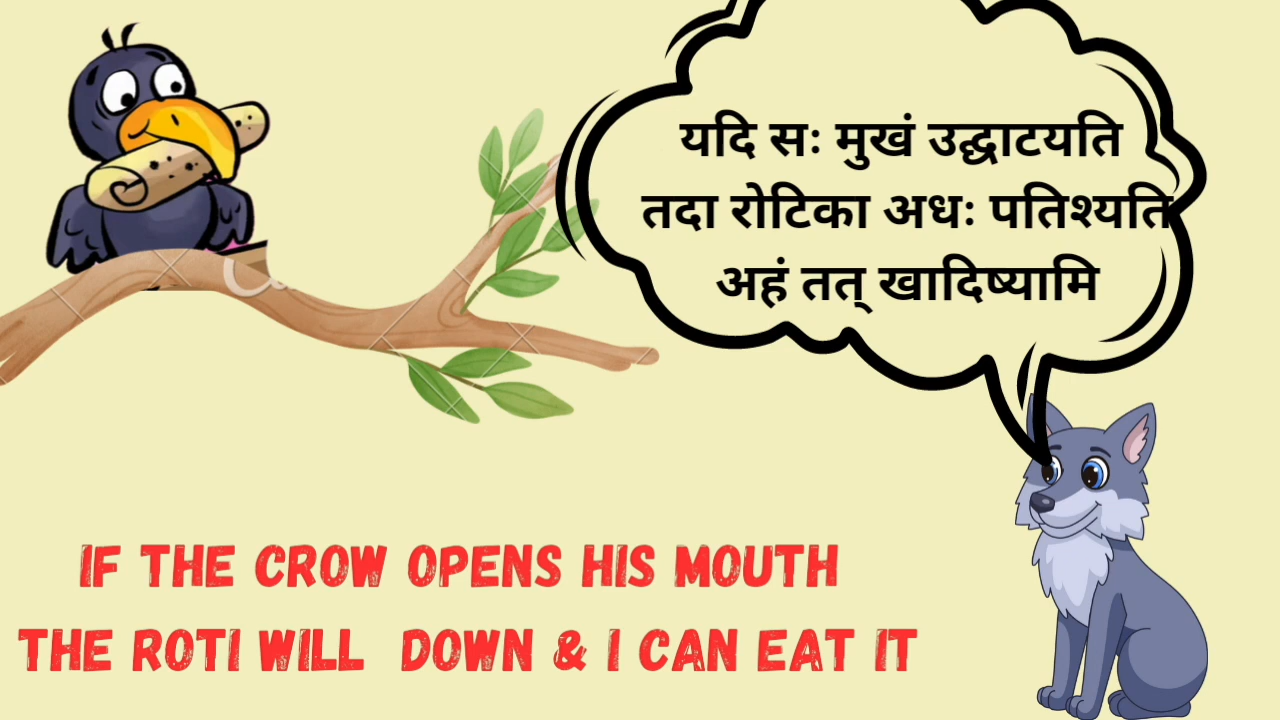 यदि सः मुखं उद्घाटयति
तदा रोटिका अधः पतिश्यति
अहं तत् खादिष्यामि
IF THE CROW OPENS HIS MOUTH
THE ROTI WILL DOWN & I CAN EAT IT